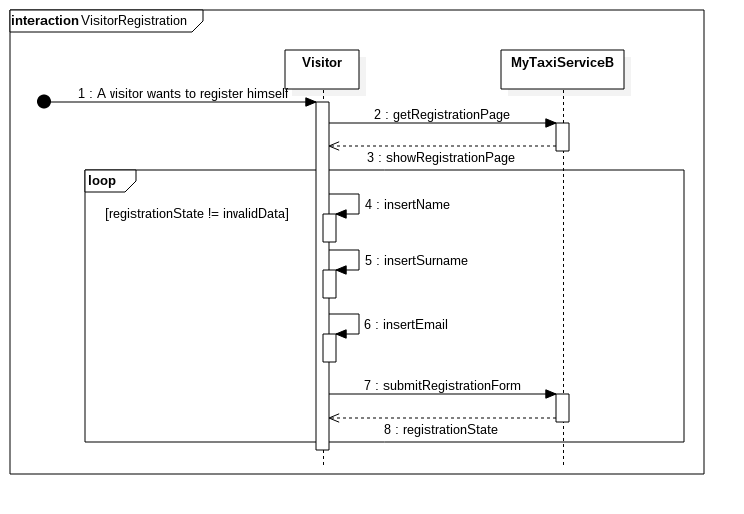 interaction VisitorRegistration
Visitor
MyTaxiServiceB
1 : A visitor wants to register himself
2 : getRegistrationPage
3 : showRegistrationPage
loop
[registrationState != invalidData]
4 : insertName
5 : insertSurname
6 : insertEmail
7 : submitRegistrationForm
8 : registrationState